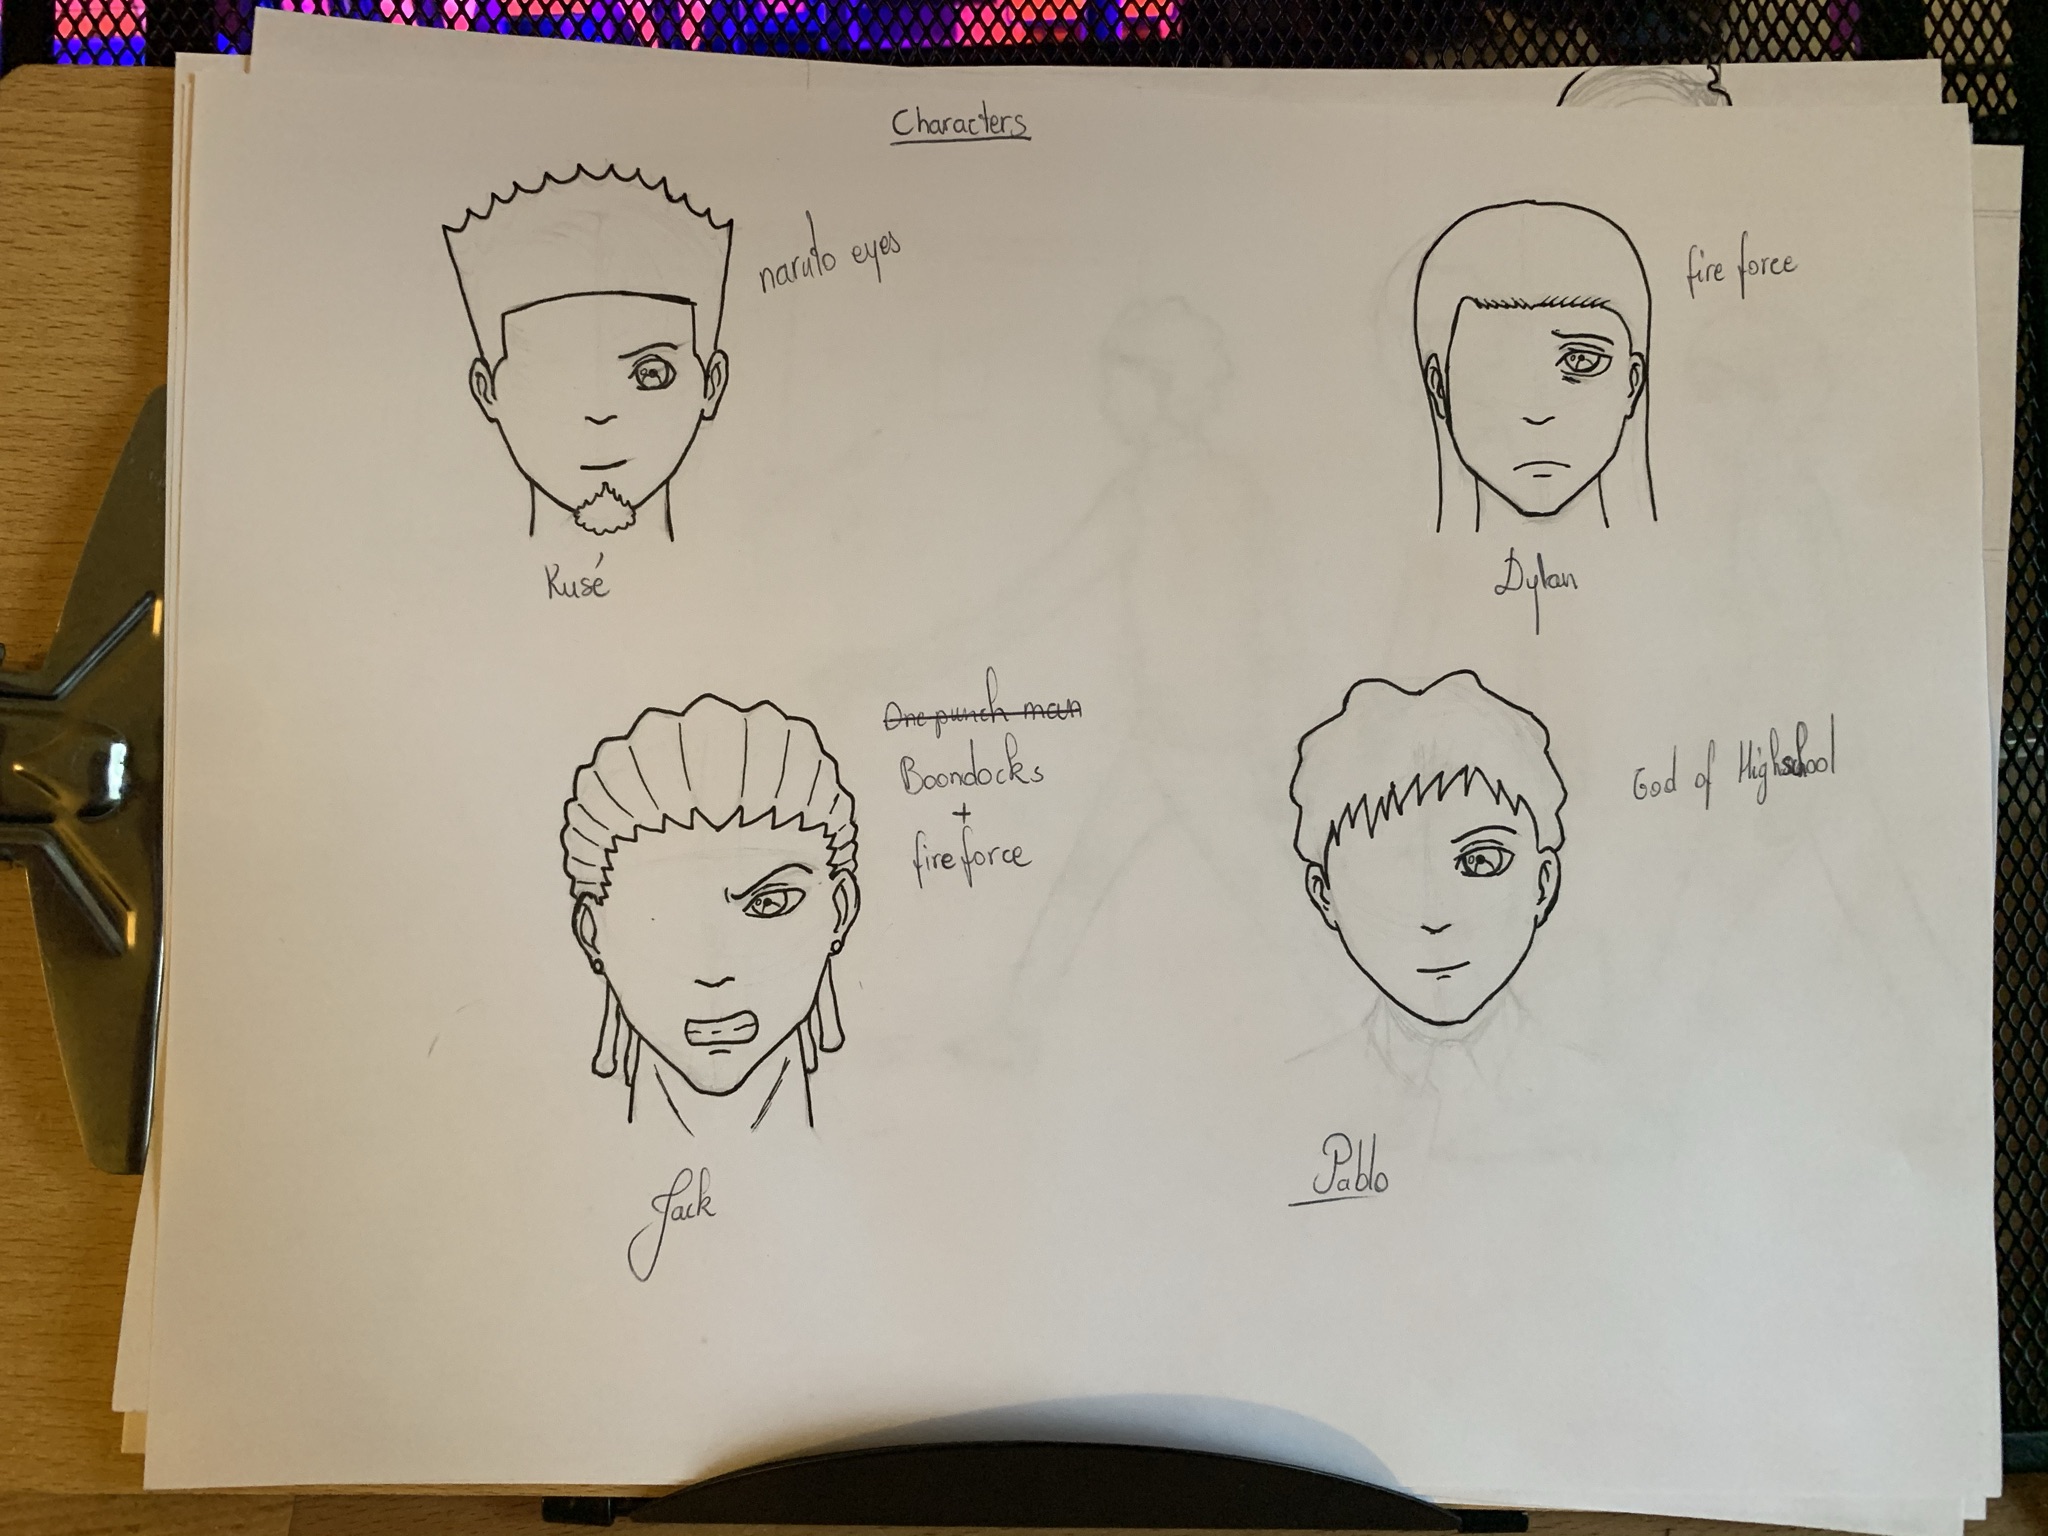 Characters
naruto eyes
fire force
Kusé
Dylan
One punch man
Boondocks
+
fire force
God of Highschool
Jack
Pablo